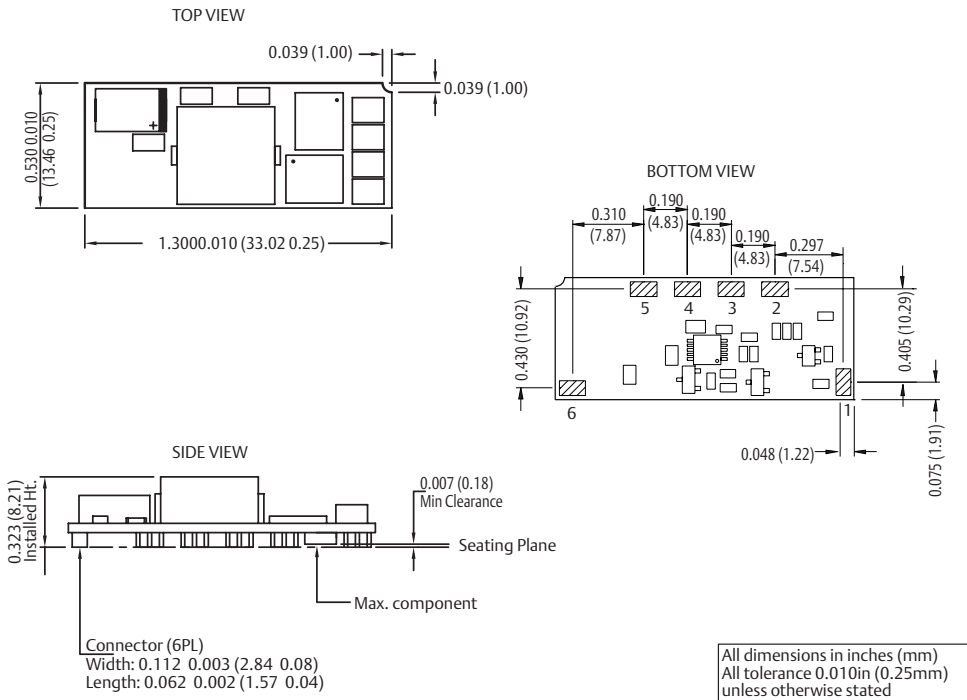 TOP VIEW
0.039 (1.00)
0.039 (1.00)
0.530 0.010
(13.46 0.25)
1.3000.010 (33.02 0.25)
BOTTOM VIEW
0.190
(4.83)
0.310
(7.87)
0.190
(4.83)
0.190
(4.83)
0.297
(7.54)
5
4
3
2
0.430 (10.92)
0.405 (10.29)
6
1
0.048 (1.22)
0.075 (1.91)
SIDE VIEW
0.323 (8.21)
Installed Ht.
0.007 (0.18)
Min Clearance
Seating Plane
Max. component
Connector (6PL)
Width: 0.112 0.003 (2.84 0.08)
Length: 0.062 0.002 (1.57 0.04)
All dimensions in inches (mm)
All tolerance 0.010in (0.25mm)
unless otherwise stated